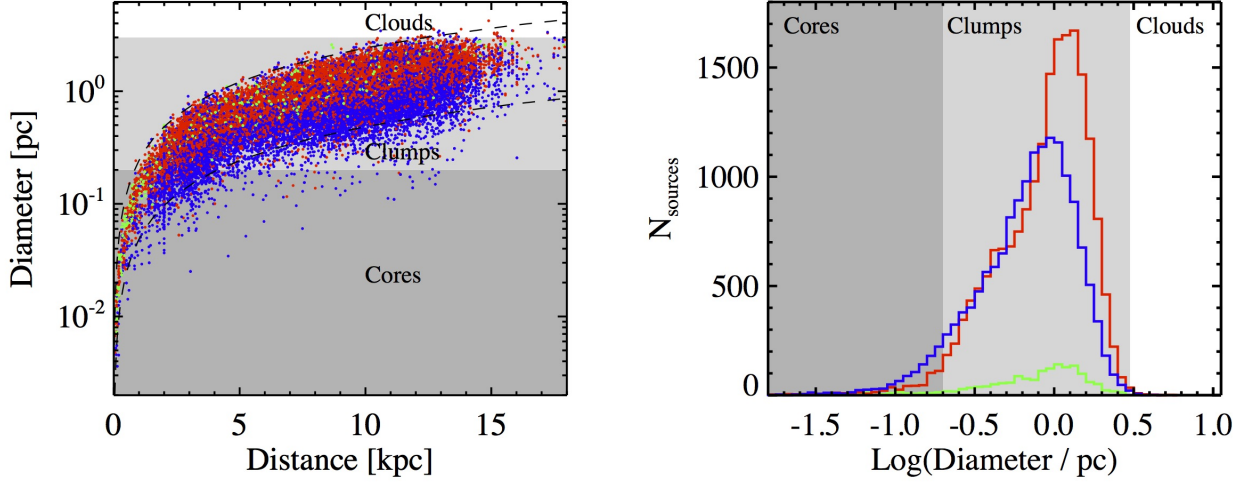 Clouds
10^0
Clumps
10^-1
Cores
10^-2
Diameter [pc]
0 5 10 15
Distance [kpc]
Cores Clumps Clouds
1500
1000
500
0
N_sources
-1.5 -1.0 -0.5 0.0 0.5 1.0
Log(Diameter / pc)